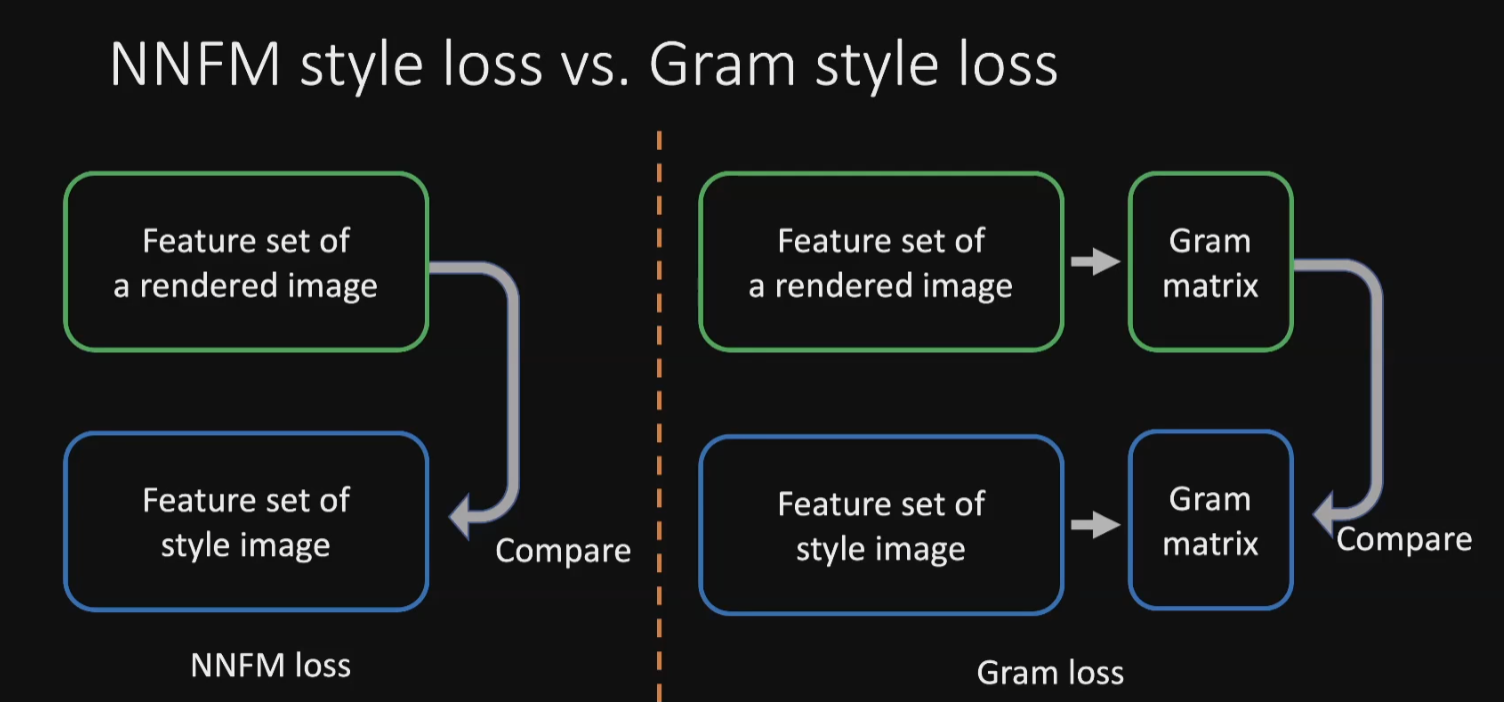 NNFM style loss vs. Gram style loss
Feature set of
a rendered image
Feature set of
style image
Compare
NNFM loss
Feature set of
a rendered image
Gram
matrix
Feature set of
style image
Gram
matrix
Compare
Gram loss